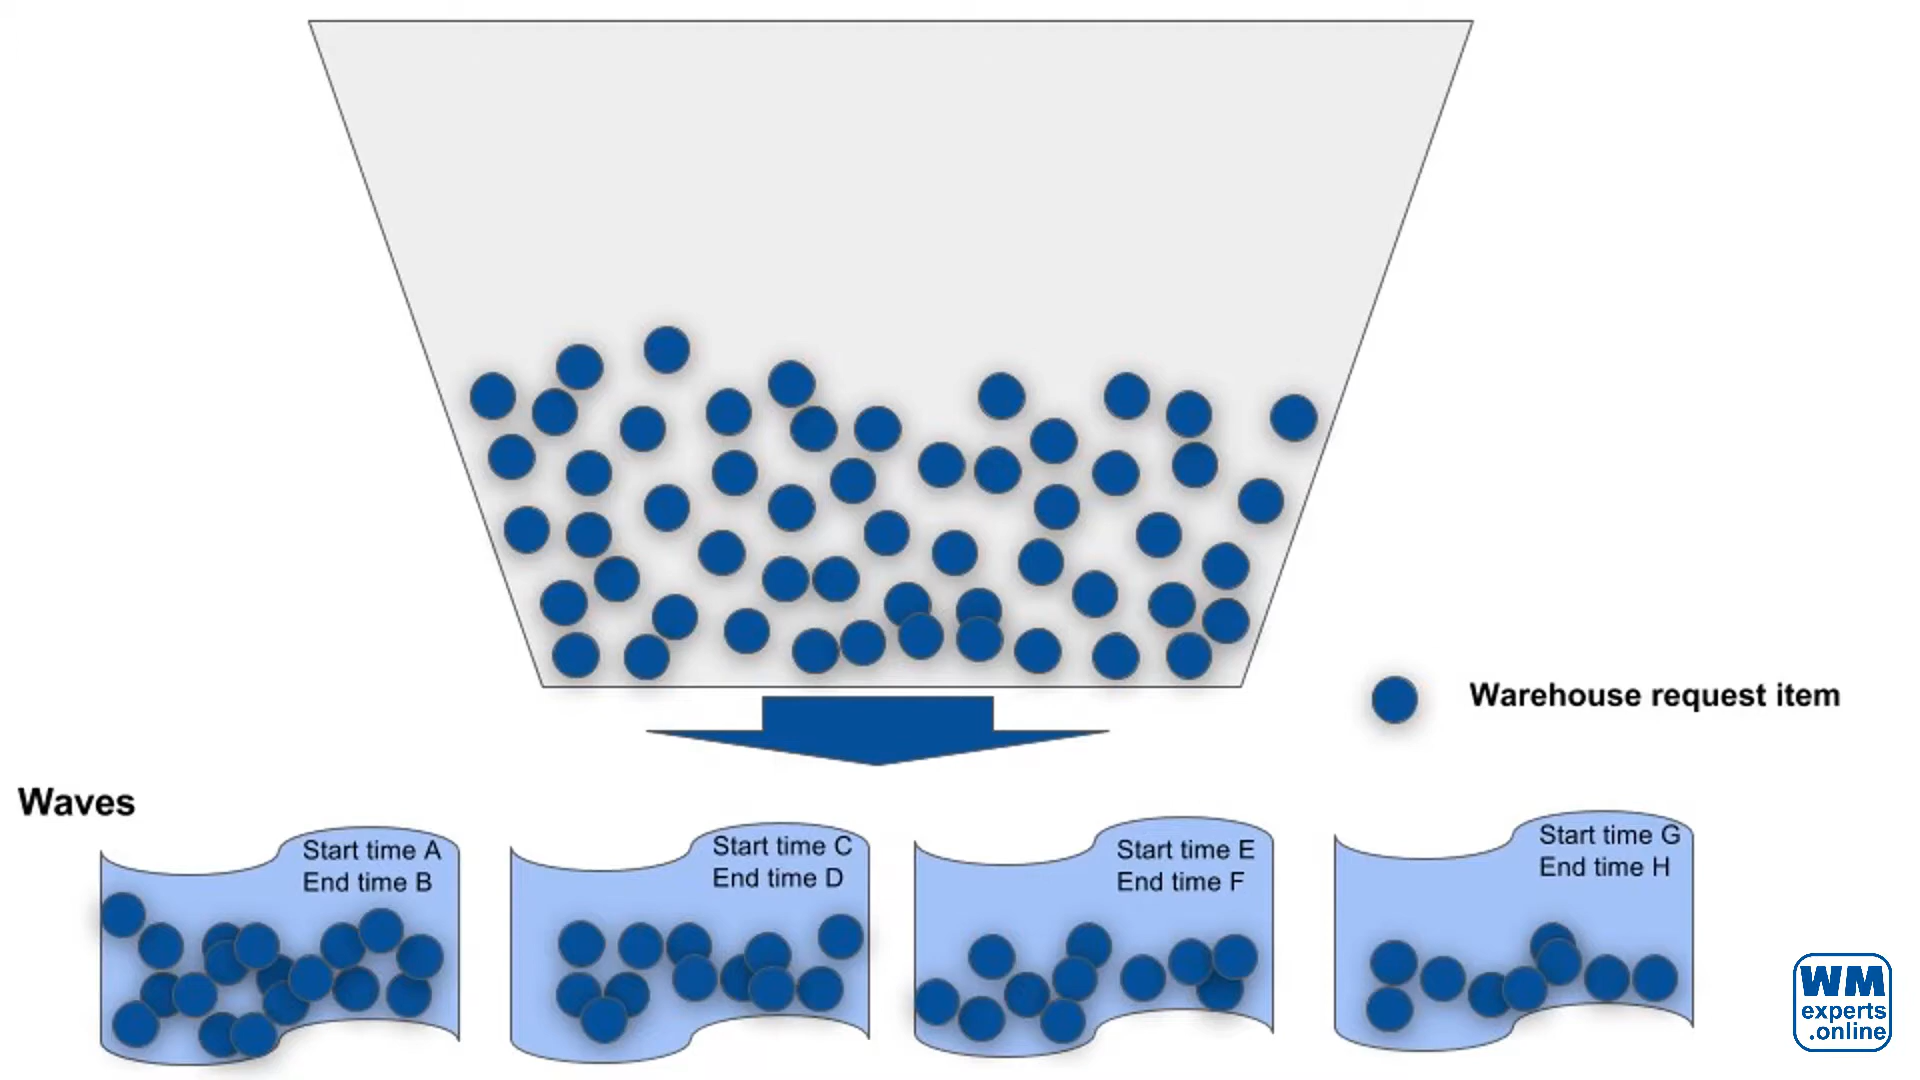 Warehouse request item
Waves
Start time A
End time B
Start time C
End time D
Start time E
End time F
Start time G
End time H
WM
experts
.online